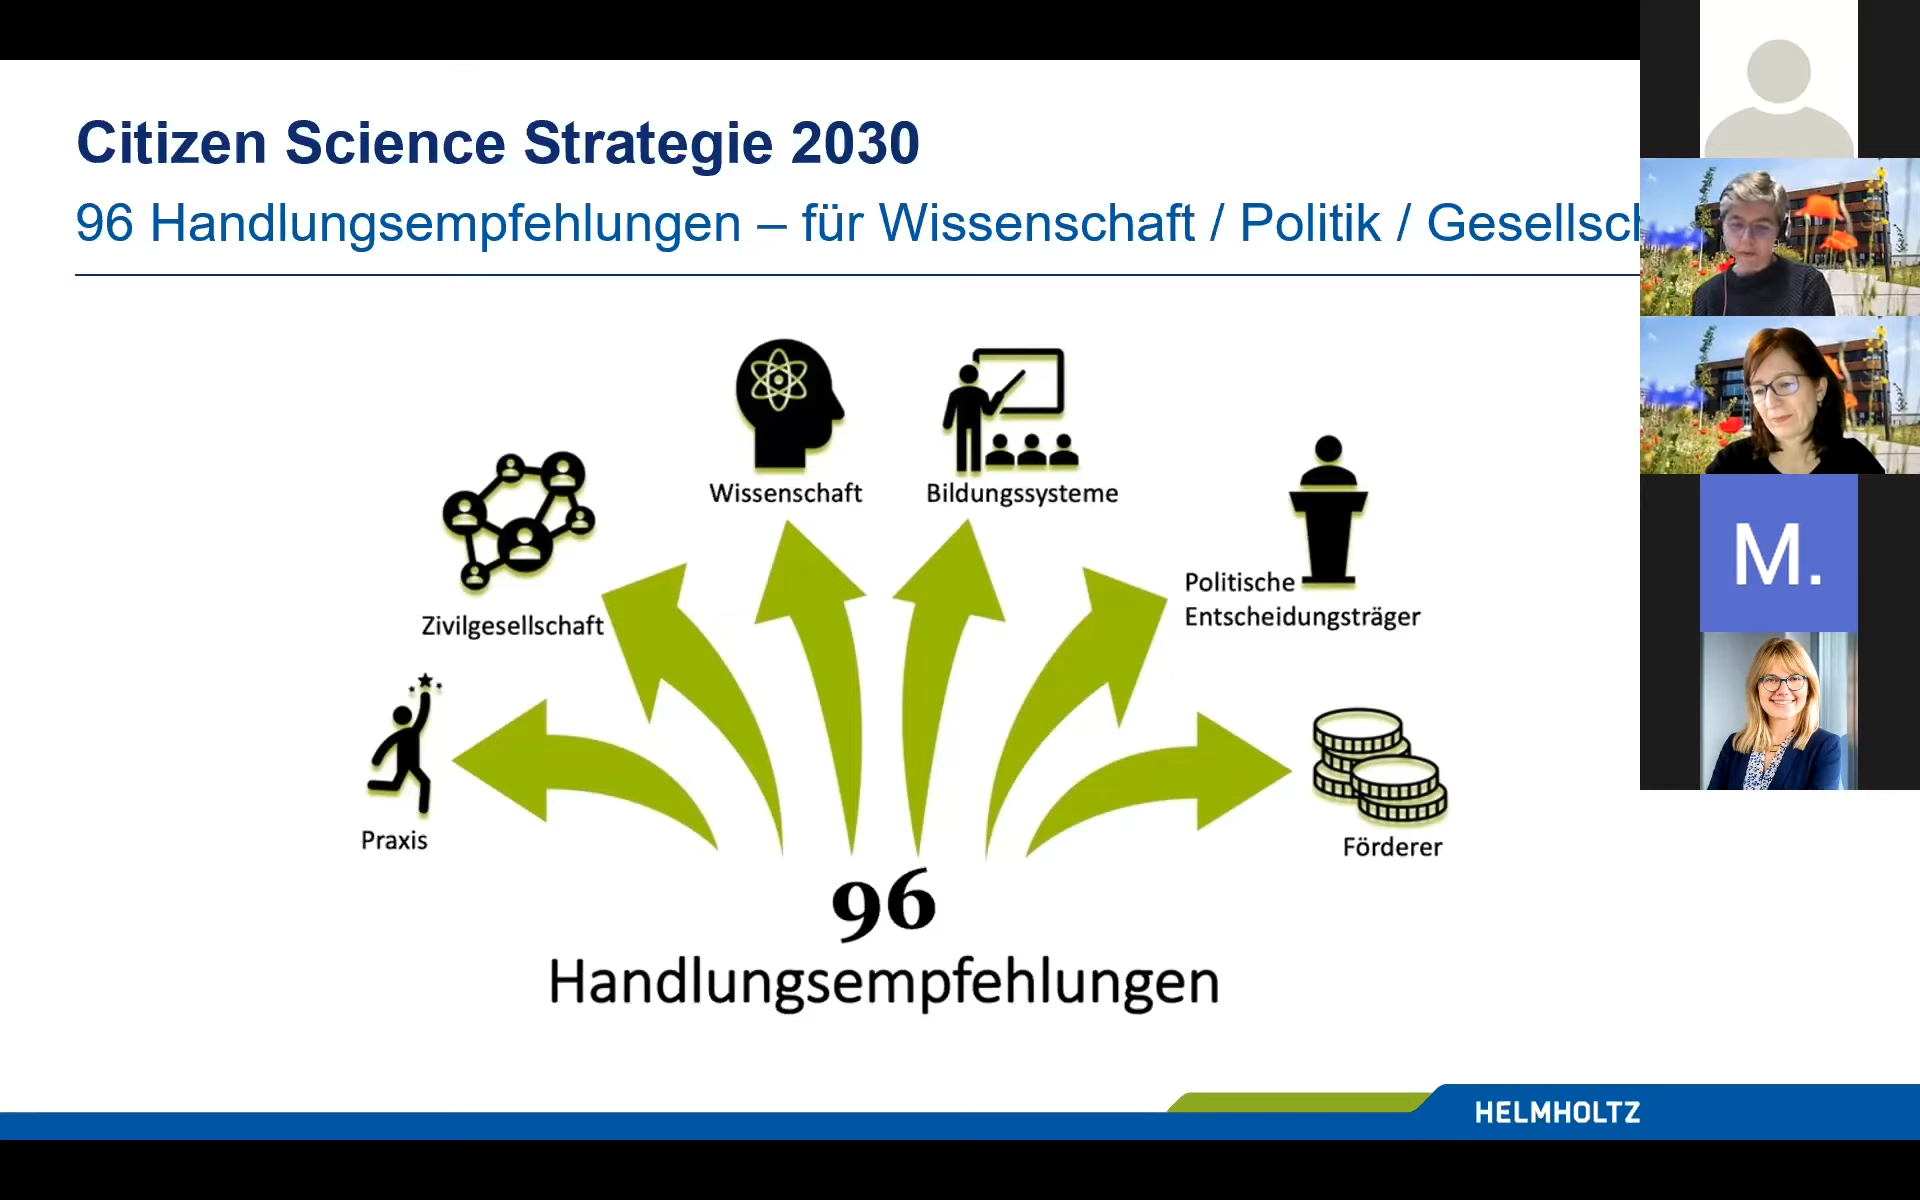 Citizen Science Strategie 2030
96 Handlungsempfehlungen – für Wissenschaft / Politik /
Wissenschaft
Bildungssysteme
Zivilgesellschaft
Politische
Entscheidungsträger
Praxis
Förderer
96
Handlungsempfehlungen
HELMHOLTZ
M.